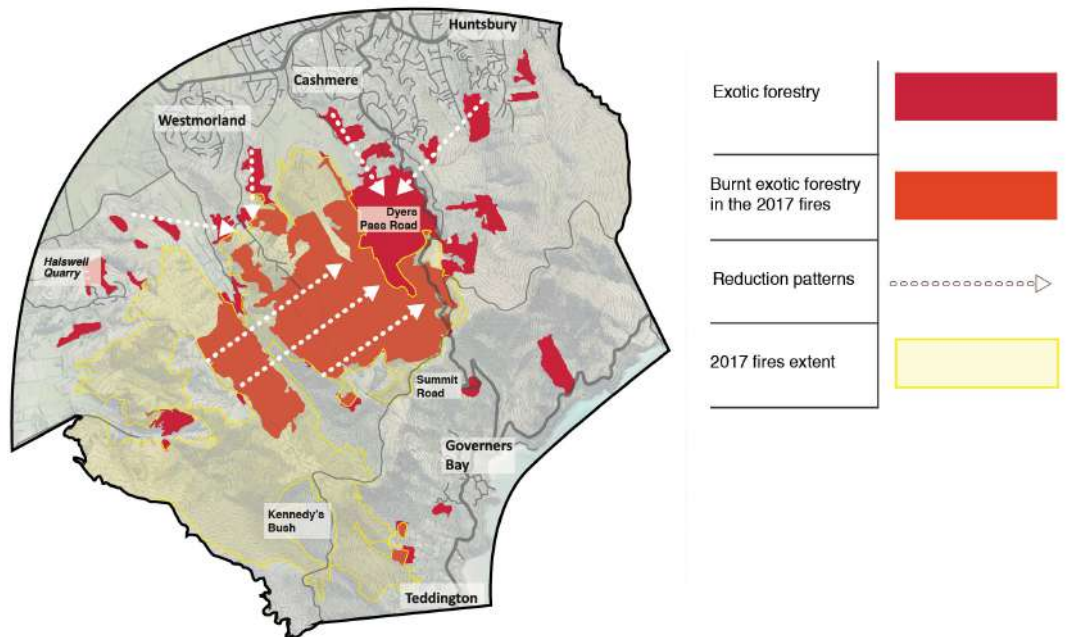 Huntsbury
Cashmere
Westmorland
Dyers
Pass Road
Halswell
Quarry
Summit
Road
Governers
Bay
Kennedy's
Bush
Teddington
Exotic forestry
Burnt exotic forestry
in the 2017 fires
Reduction patterns
2017 fires extent